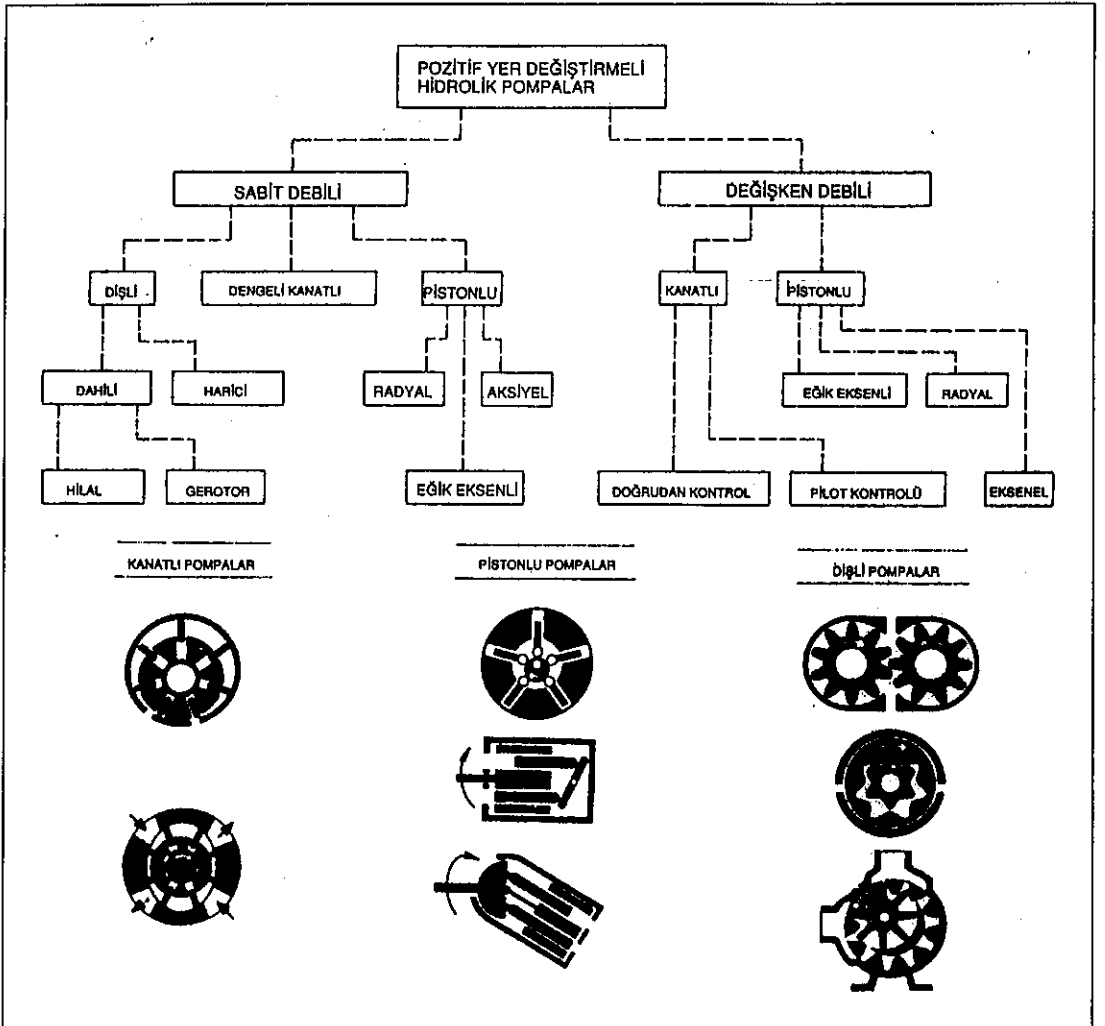 POZİTİF YER DEĞİŞTİRMELİ
HİDROLİK POMPALAR
SABİT DEBİLİ
DEĞİŞKEN DEBİLİ
DİŞLİ
DENGELİ KANATLI
PİSTONLU
KANATLI
PİSTONLU
DAHİLİ
HARİCİ
RADYAL
AKSİYEL
EĞİK EKSENLİ
RADYAL
HİLAL
GEROTOR
EĞİK EKSENLİ
DOĞRUDAN KONTROL
PİLOT KONTROLÜ
EKSENEL
KANATLI POMPALAR
PİSTONLU POMPALAR
DİŞLİ POMPALAR